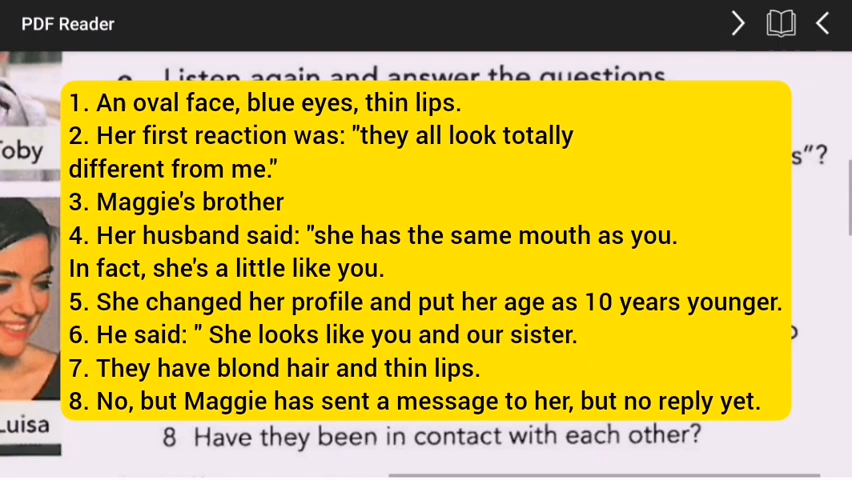 PDF Reader
Listen again and answer the questions.
1. An oval face, blue eyes, thin lips.
2. Her first reaction was: "they all look totally
different from me."
3. Maggie's brother
4. Her husband said: "she has the same mouth as you.
In fact, she's a little like you.
5. She changed her profile and put her age as 10 years younger.
6. He said: " She looks like you and our sister.
7. They have blond hair and thin lips.
8. No, but Maggie has sent a message to her, but no reply yet.
8 Have they been in contact with each other?
oby
s"?
Luisa